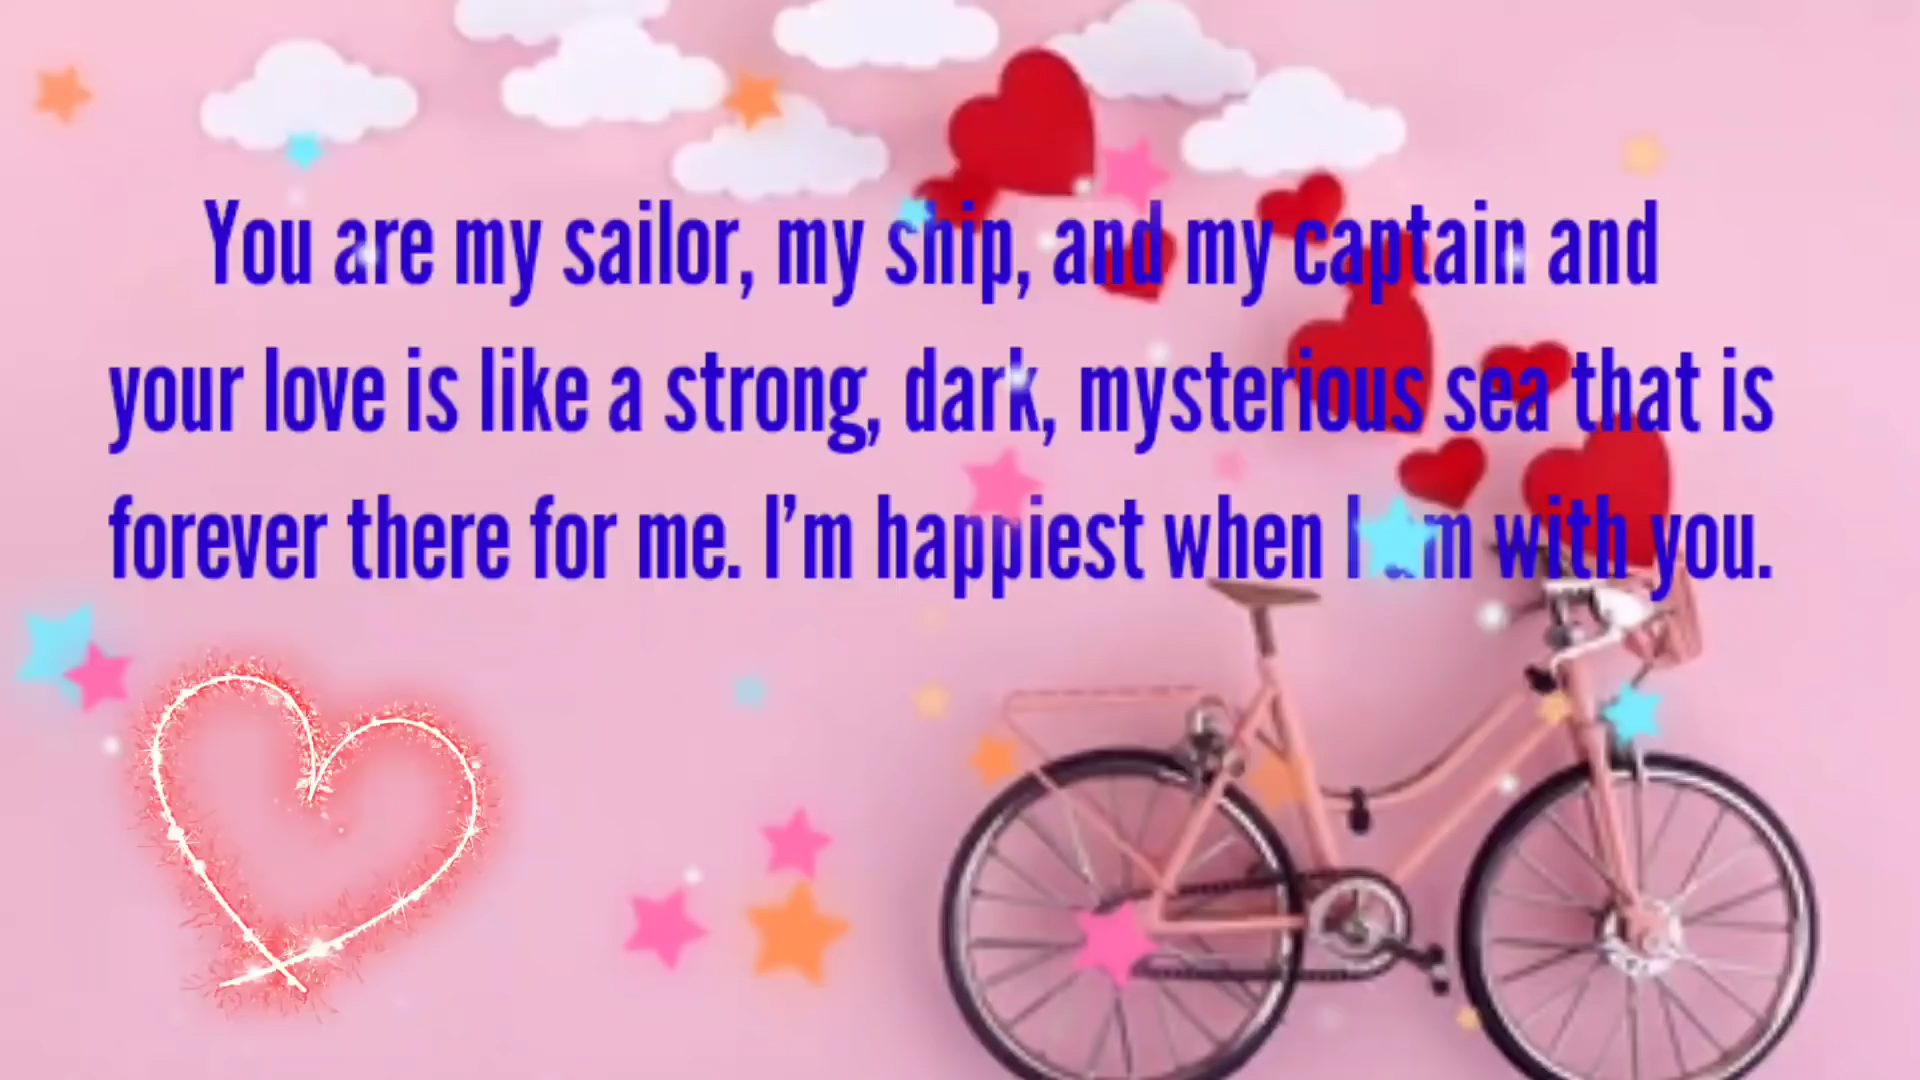 You are my sailor, my ship, and my captain and
your love is like a strong, dark, mysterious sea that is
forever there for me. I’m happiest when I am with you.